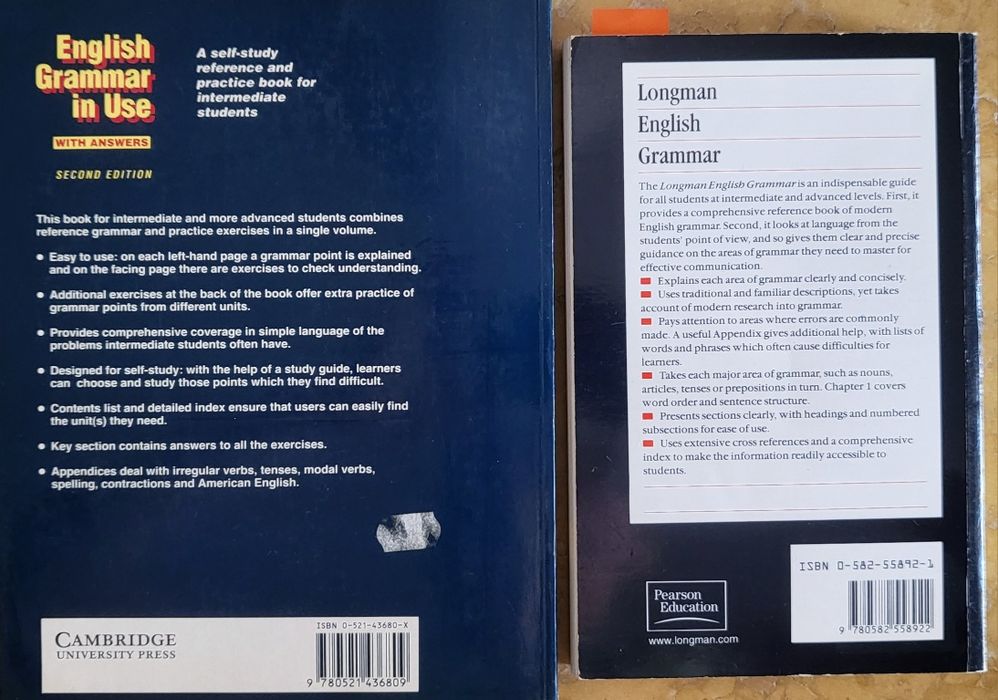 English
Grammar
in Use
WITH ANSWERS
SECOND EDITION
A self-study
reference and
practice book for
intermediate
students
This book for intermediate and more advanced students combines
reference grammar and practice exercises in a single volume.
● Easy to use: on each left-hand page a grammar point is explained
and on the facing page there are exercises to check understanding.
● Additional exercises at the back of the book offer extra practice of
grammar points from different units.
● Provides comprehensive coverage in simple language of the
problems intermediate students often have.
● Designed for self-study: with the help of a study guide, learners
can choose and study those points which they find difficult.
● Contents list and detailed index ensure that users can easily find
the unit(s) they need.
● Key section contains answers to all the exercises.
● Appendices deal with irregular verbs, tenses, modal verbs,
spelling, contractions and American English.
CAMBRIDGE
UNIVERSITY PRESS
ISBN 0-521-43680-X
9 780521 436809
Longman
English
Grammar
The Longman English Grammar is an indispensable guide
for all students at intermediate and advanced levels. First, it
provides a comprehensive reference book of modern
English grammar. Second, it looks at language from the
students' point of view, and so gives them clear and precise
guidance on the areas of grammar they need to master for
effective communication.
■ Explains each area of grammar clearly and concisely.
■ Uses traditional and familiar descriptions, yet takes
account of modern research into grammar.
■ Pays attention to areas where errors are commonly
made. A useful Appendix gives additional help, with lists of
words and phrases which often cause difficulties for
learners.
■ Takes each major area of grammar, such as nouns,
articles, tenses or prepositions in turn. Chapter 1 covers
word order and sentence structure.
■ Presents sections clearly, with headings and numbered
subsections for ease of use.
■ Uses extensive cross references and a comprehensive
index to make the information readily accessible to
students.
Pearson
Education
www.longman.com
ISBN 0-582-55892-1
9 780582 558922